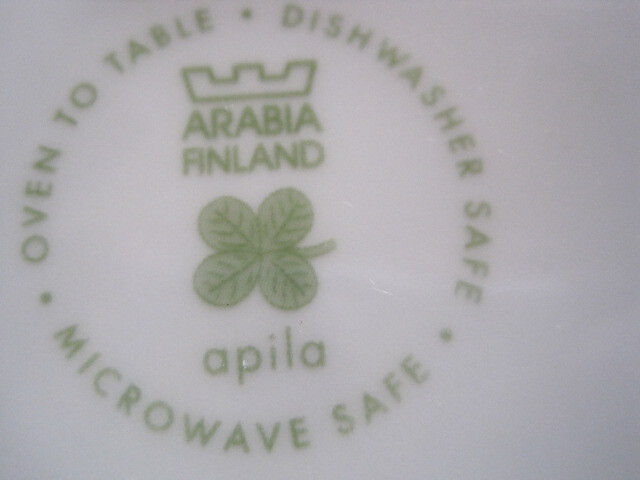 OVEN TO TABLE • DISHWASHER SAFE • MICROWAVE SAFE •
ARABIA
FINLAND
apila